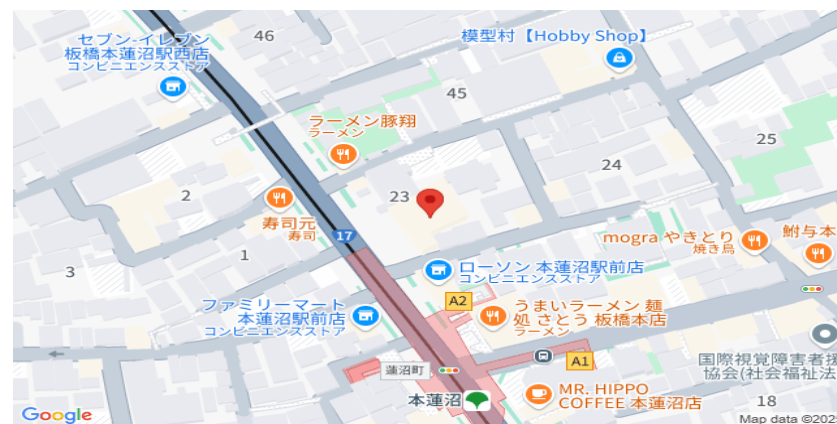 46
セブン-イレブン
板橋本蓮沼駅西店
コンビニエンスストア
模型村【Hobby Shop】
45
ラーメン豚翔
ラーメン
25
24
2
23
寿司元
寿司
17
1
3
mogra やきとり
焼き鳥
鮒与本
ローソン 本蓮沼駅前店
コンビニエンスストア
A2
ファミリーマート
本蓮沼駅前店
コンビニエンスストア
うまいラーメン 麺
処 さとう 板橋本店
ラーメン
A1
蓮沼町
国際視覚障害者援
協会(社会福祉法
本蓮沼
MR. HIPPO
COFFEE 本蓮沼店
18
Google
Map data ©202